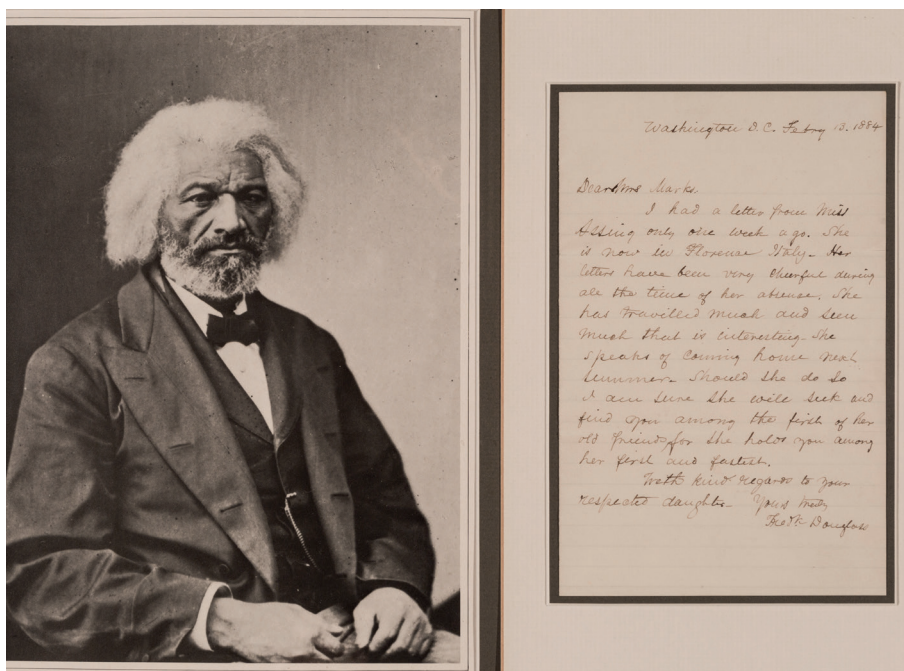 Washington D.C. Febry 13. 1884
Dear Mrs Marks.
I had a letter from Miss
Assing only one week ago. She
is now in Florence Italy. Her
letters have been very cheerful during
all the time of her absence. She
has travelled much and seen
much that is interesting. She
speaks of coming home next
summer. Should she do so
I am sure she will seek and
find you among the first of her
old friends for she holds you among
her first and fastest.
With kind regards to your
respected daughter Yours truly
Fredk Douglass